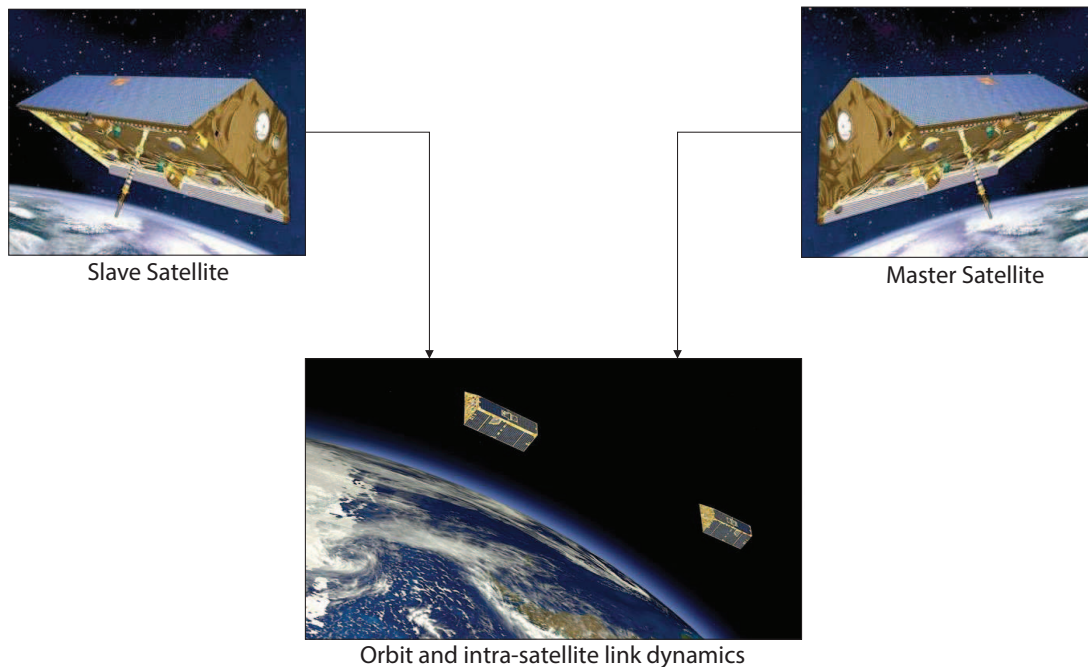 Slave Satellite
Master Satellite
Orbit and intra-satellite link dynamics